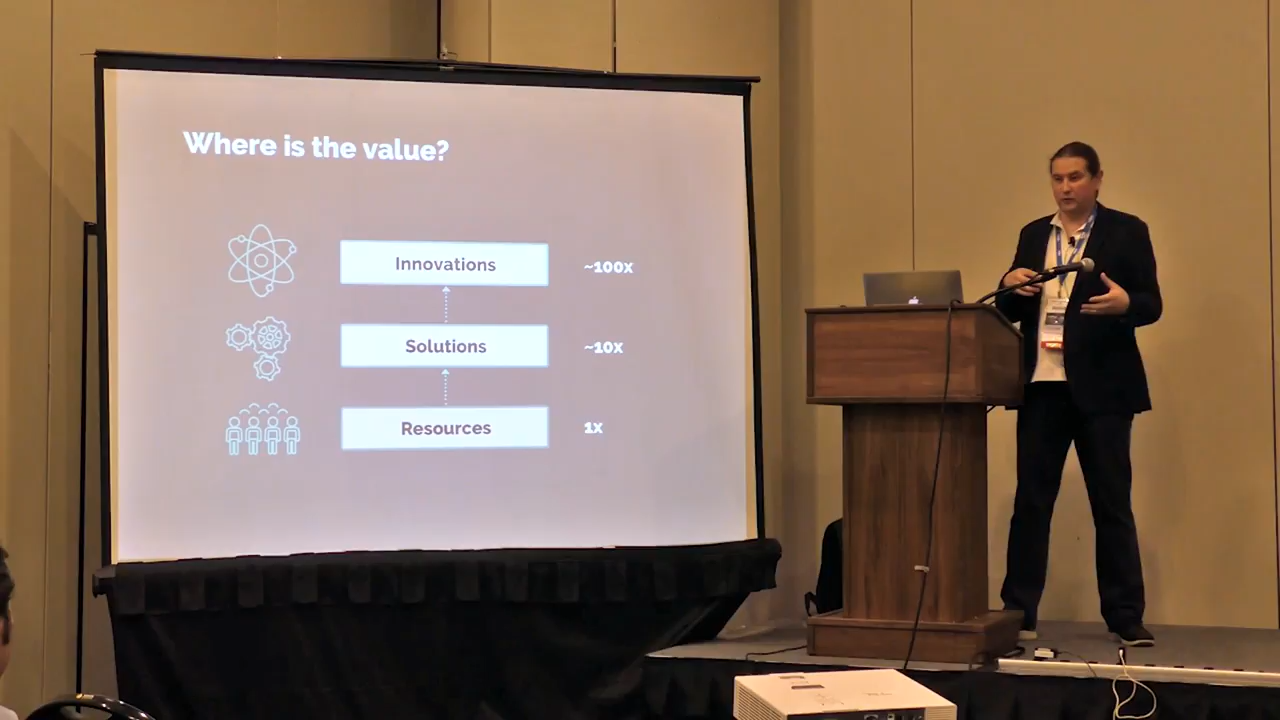 Where is the value?
Innovations ~100x
Solutions ~10x
Resources 1x